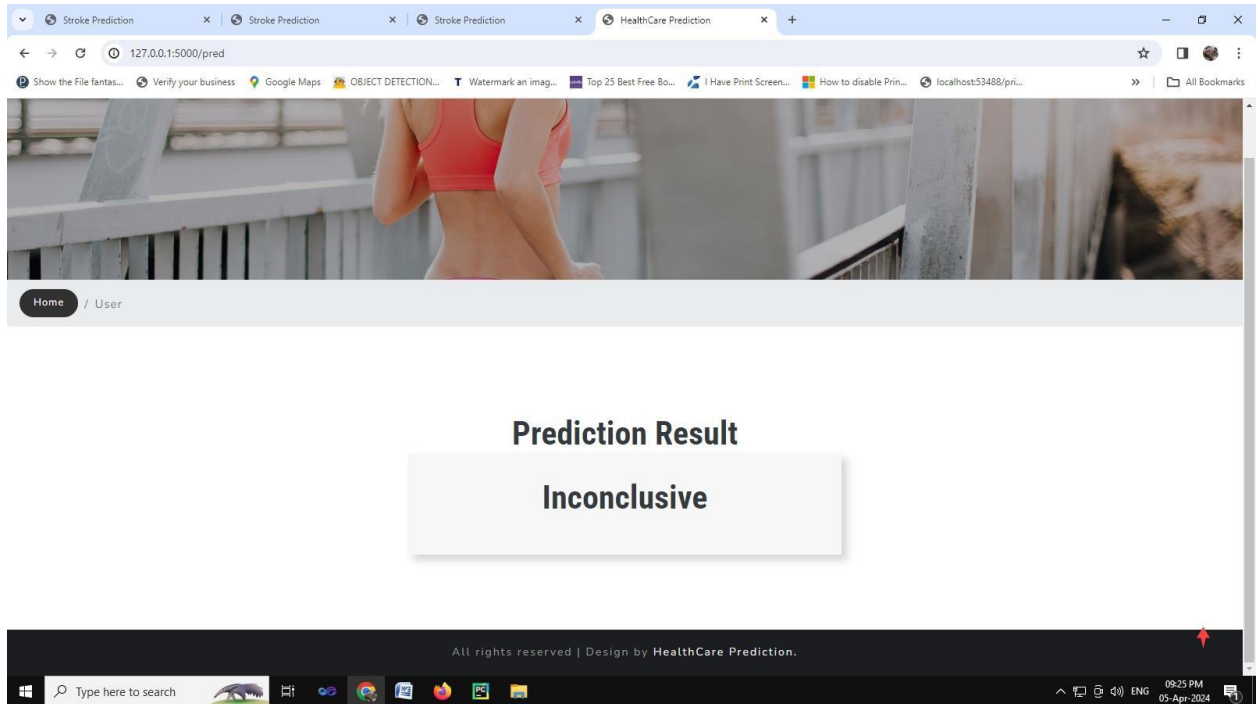 Stroke Prediction
Stroke Prediction
Stroke Prediction
HealthCare Prediction
127.0.0.1:5000/pred
Show the File fantas...
Verify your business
Google Maps
OBJECT DETECTION...
Watermark an imag...
Top 25 Best Free Bo...
I Have Print Screen...
How to disable Prin...
localhost:53488/pri...
All Bookmarks
Home / User
Prediction Result
Inconclusive
All rights reserved | Design by HealthCare Prediction.
Type here to search
ENG
09:25 PM
05-Apr-2024